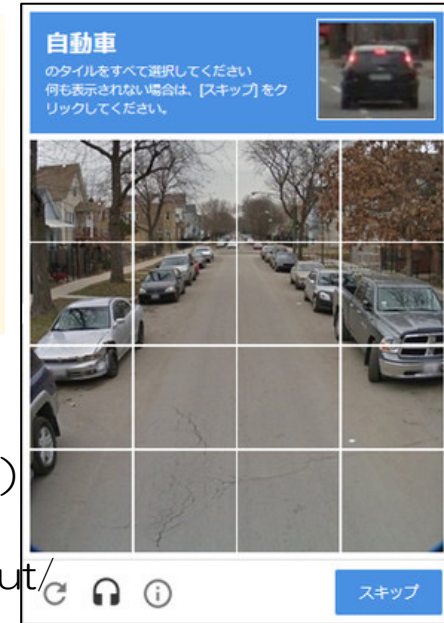 自動車
のタイルをすべて選択してください
何も表示されない場合は、[スキップ] をク
リックしてください。
)
ut/
スキップ